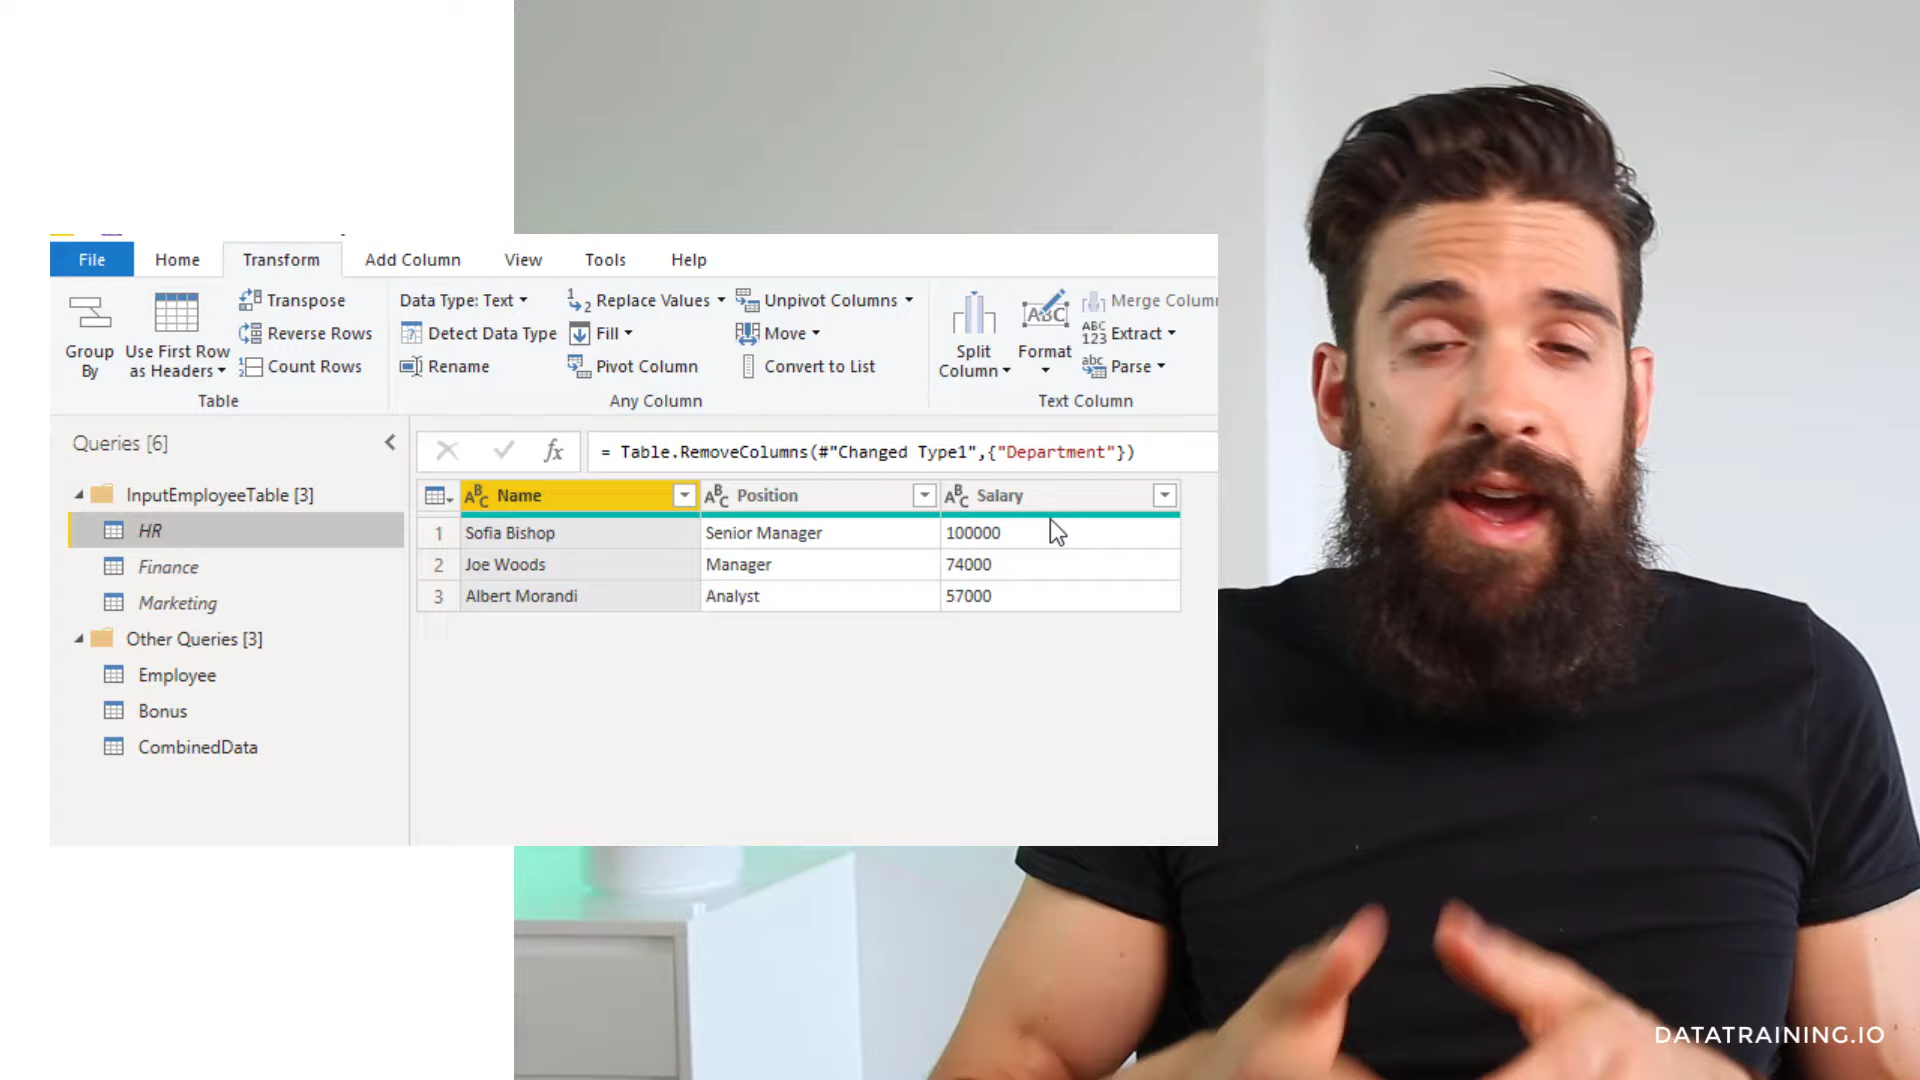 File Home Transform Add Column View Tools Help
Transpose
Reverse Rows
Count Rows
Group By
Use First Row as Headers
Table
Data Type: Text
Detect Data Type
Rename
Replace Values
Fill
Pivot Column
Unpivot Columns
Move
Convert to List
Any Column
Split Column
Format
Merge Colum
Extract
Parse
Text Column
Queries [6]
fx
= Table.RemoveColumns(#"Changed Type1",{"Department"})
InputEmployeeTable [3]
HR
Finance
Marketing
Other Queries [3]
Employee
Bonus
CombinedData
ABC Name ABC Position ABC Salary
1 Sofia Bishop Senior Manager 100000
2 Joe Woods Manager 74000
3 Albert Morandi Analyst 57000
DATATRAINING.IO